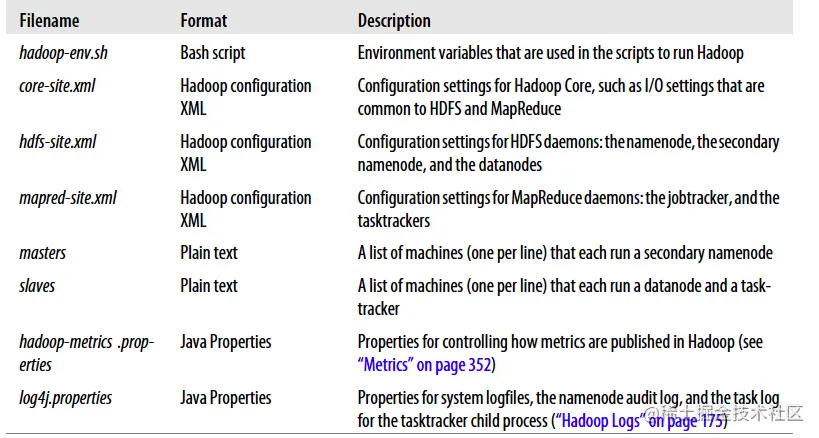 Filename Format Description
hadoop-env.sh Bash script Environment variables that are used in the scripts to run Hadoop
core-site.xml Hadoop configuration Configuration settings for Hadoop Core, such as I/O settings that are
XML common to HDFS and MapReduce
hdfs-site.xml Hadoop configuration Configuration settings for HDFS daemons: the namenode, the secondary
XML namenode, and the datanodes
mapred-site.xml Hadoop configuration Configuration settings for MapReduce daemons: the jobtracker, and the
XML tasktrackers
masters Plain text A list of machines (one per line) that each run a secondary namenode
slaves Plain text A list of machines (one per line) that each run a datanode and a task-
tracker
hadoop-metrics .prop- Java Properties Properties for controlling how metrics are published in Hadoop (see
erties “Metrics” on page 352)
log4j.properties Java Properties Properties for system logfiles, the namenode audit log, and the task log
for the tasktracker child process (“Hadoop Logs” on page 175)
@稀土掘金技术社区